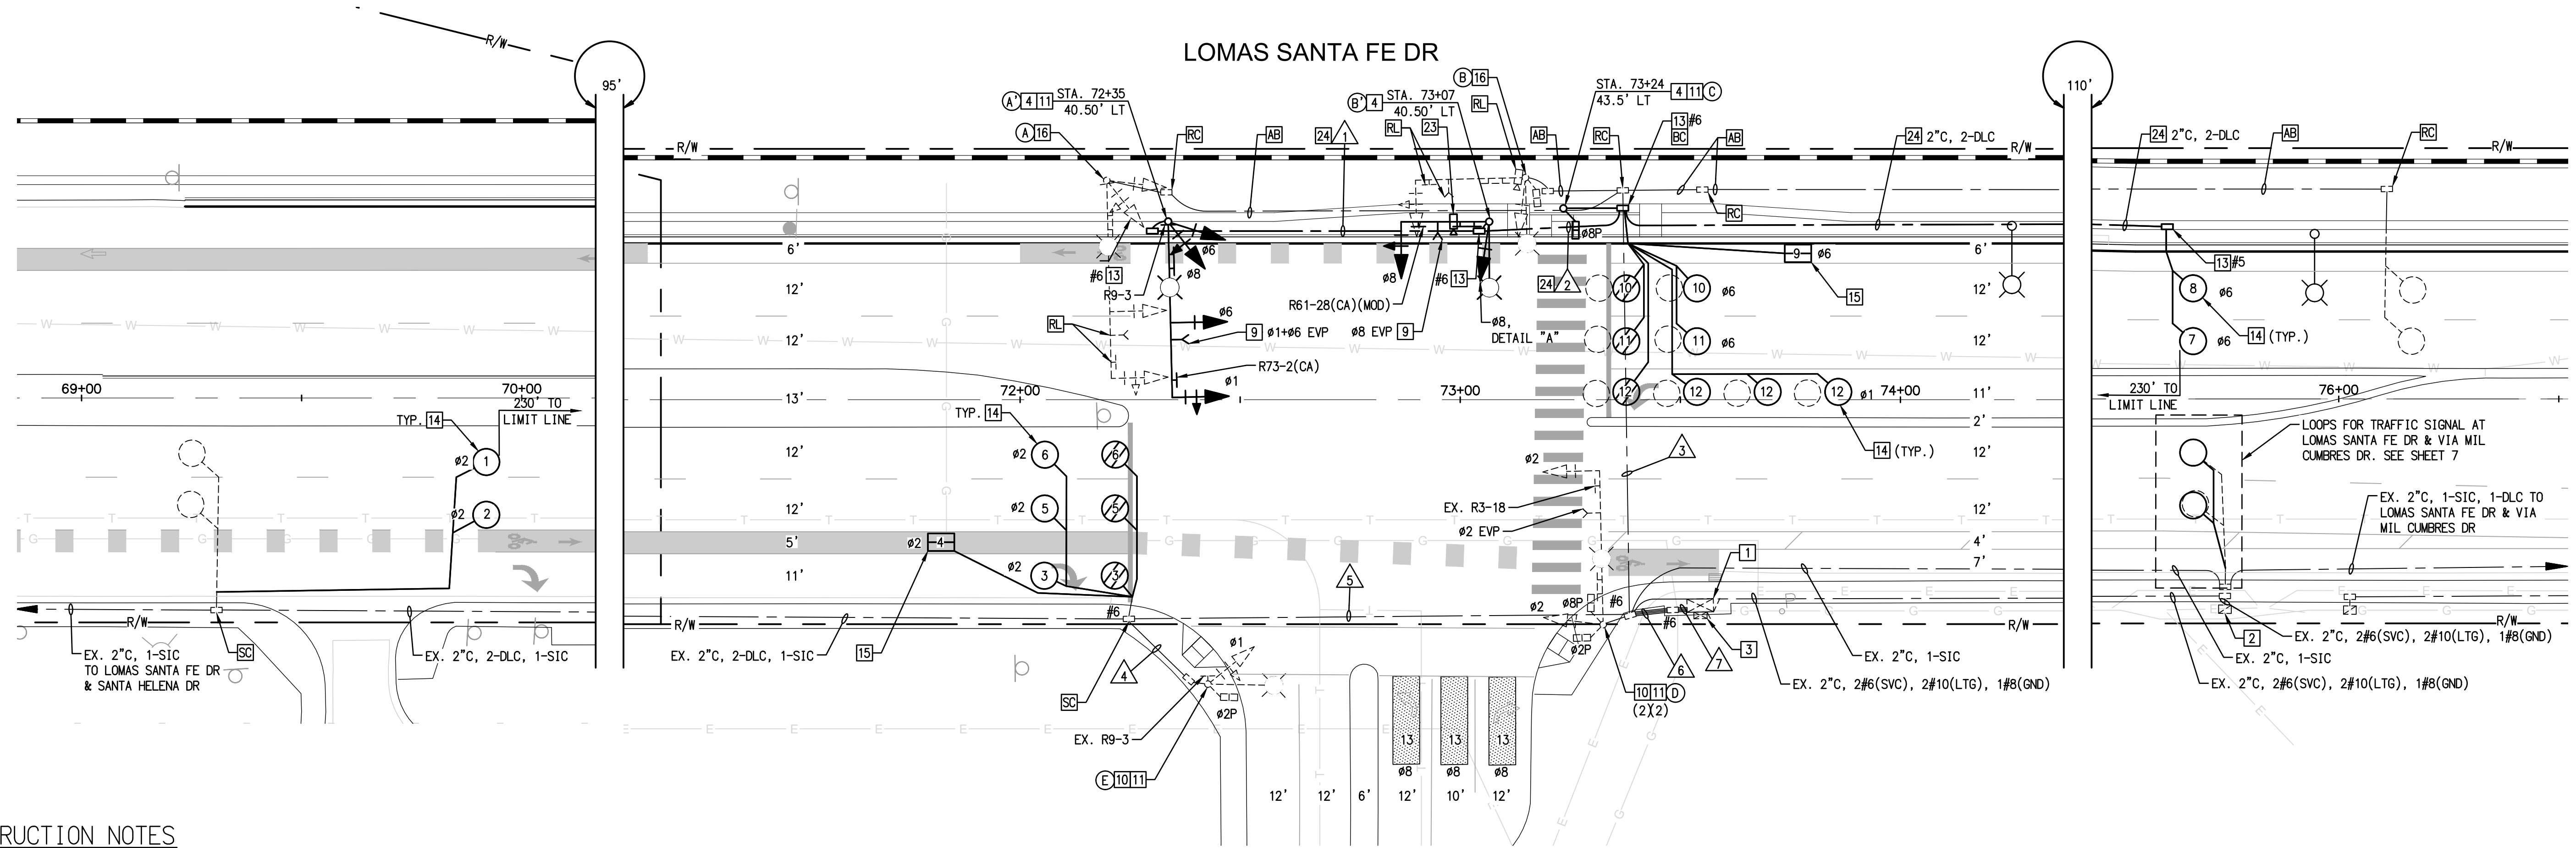 LOMAS SANTA FE DR
R/W
95'
110'
A' 4 11 STA. 72+35
40.50' LT
A 16
RC
AB
24 1
B 16
RL
B' 4 STA. 73+07
40.50' LT
RL
23
STA. 73+24 4 11 C
43.5' LT
AB
RC
13 #6
BC
AB
24 2"C, 2-DLC
R/W
RC
24 2"C, 2-DLC
AB
RC
R/W
R/W
ø6
ø8
#6 13
R9-3
ø8
R61-28(CA)(MOD)
#6 13
ø8P
24 2
9 ø6
15
6'
6'
13 #5
12'
12'
10
10
ø6
8
ø6
14 (TYP.)
RL
ø6
9 ø1+ø6 EVP
ø8 EVP 9
ø8,
DETAIL "A"
12'
12'
11
11
ø6
7
ø6
W W W W
W W W W
R73-2(CA)
ø1
69+00
70+00
72+00
73+00
74+00
76+00
13'
11'
12
12
12
12
ø1
14 (TYP.)
230' TO
LIMIT LINE
TYP. 14
TYP. 14
230' TO
LIMIT LINE
2'
12'
12'
LOOPS FOR TRAFFIC SIGNAL AT
LOMAS SANTA FE DR & VIA MIL
CUMBRES DR. SEE SHEET 7
ø2
1
ø2
6
6
ø2
3
EX. R3-18
ø2 EVP
ø2
2
12'
ø2
5
5
12'
EX. 2"C, 1-SIC, 1-DLC TO
LOMAS SANTA FE DR & VIA
MIL CUMBRES DR
T T T T
G G G G
5'
ø2
4
4'
7'
11'
ø2
3
3
5
1
ø2
ø8P
#6
#6
#6
R/W
R/W
R/W
R/W
SC
EX. 2"C, 1-SIC
TO LOMAS SANTA FE DR
& SANTA HELENA DR
EX. 2"C, 2-DLC, 1-SIC
EX. 2"C, 2-DLC, 1-SIC
15
4
ø1
ø2P
SC
EX. R9-3
E 10 11
ø2P
6
7
3
10 11 D
(2)(2)
EX. 2"C, 1-SIC
EX. 2"C, 2#6(SVC), 2#10(LTG), 1#8(GND)
2
EX. 2"C, 2#6(SVC), 2#10(LTG), 1#8(GND)
EX. 2"C, 1-SIC
EX. 2"C, 2#6(SVC), 2#10(LTG), 1#8(GND)
13 13 13
ø8 ø8 ø8
12' 12' 6' 12' 10' 12'
E E E E
RUCTION NOTES